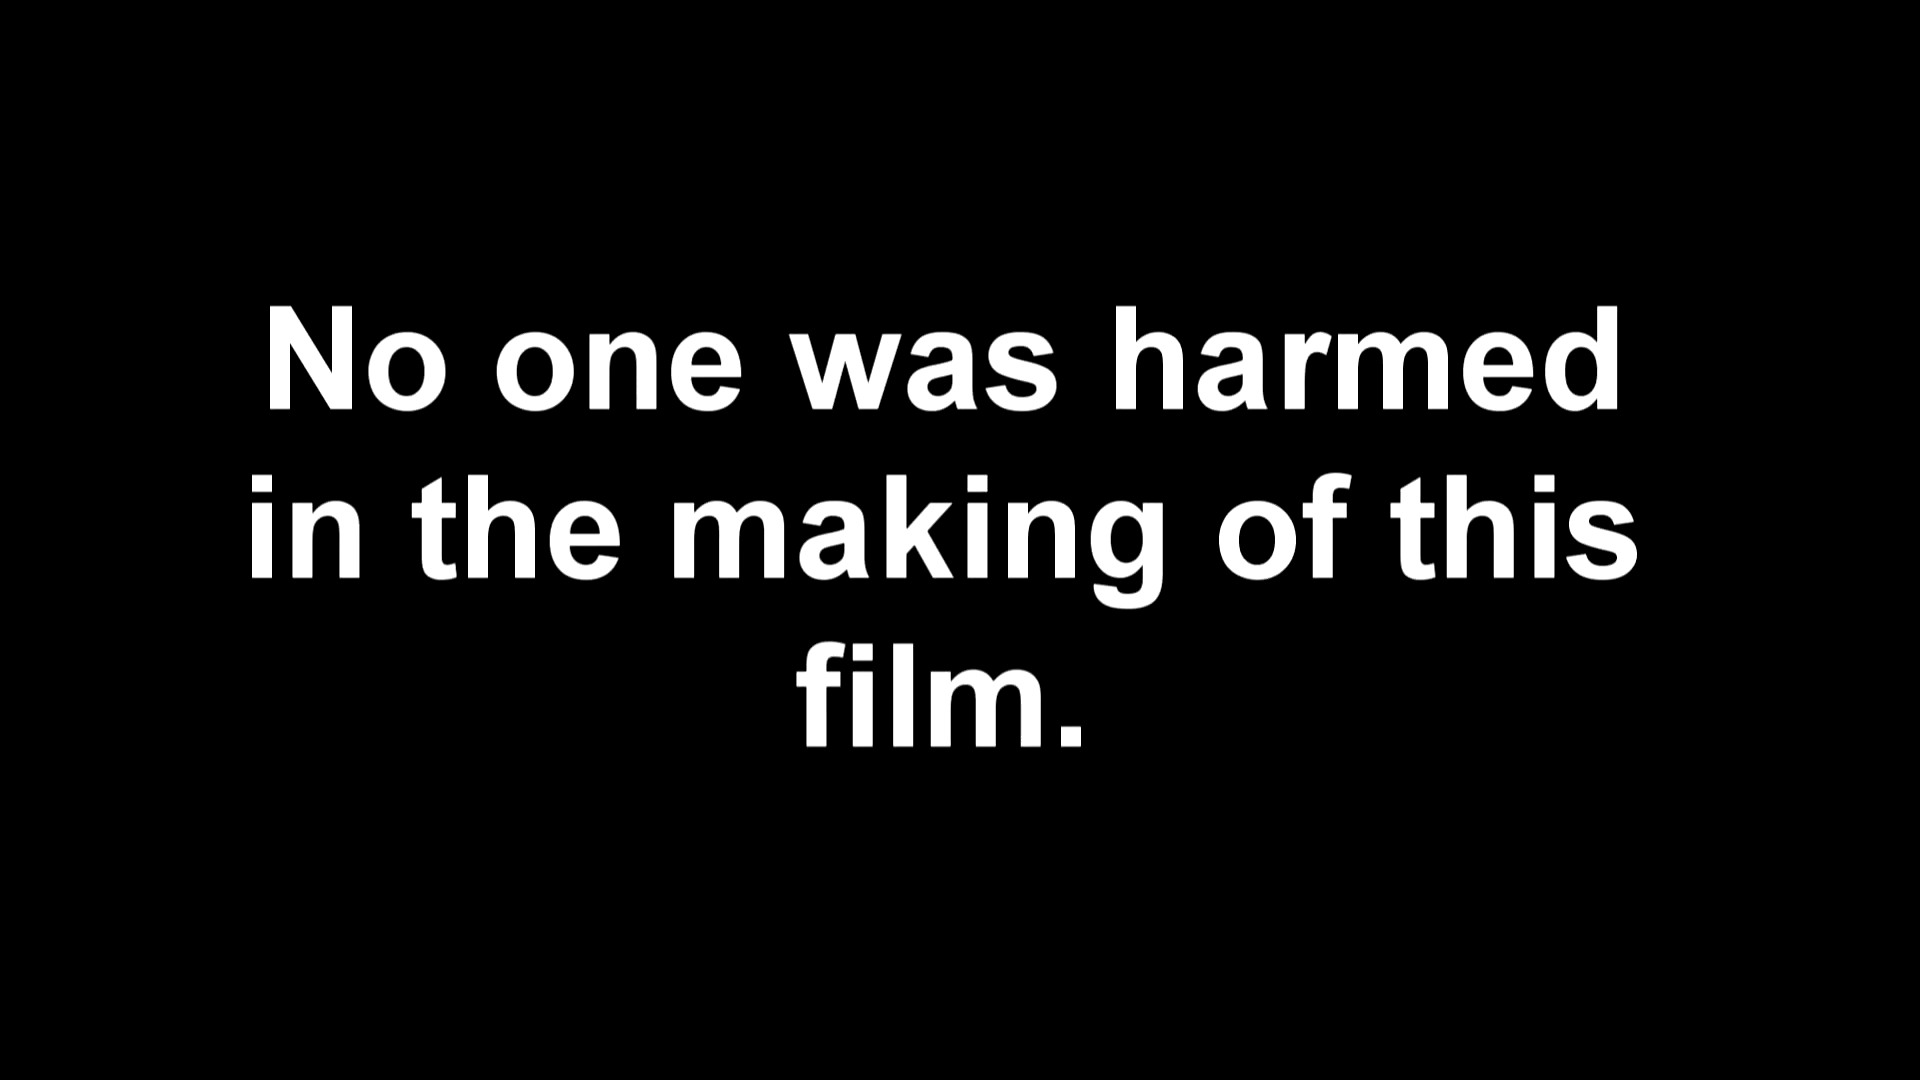 No one was harmed
in the making of this
film.